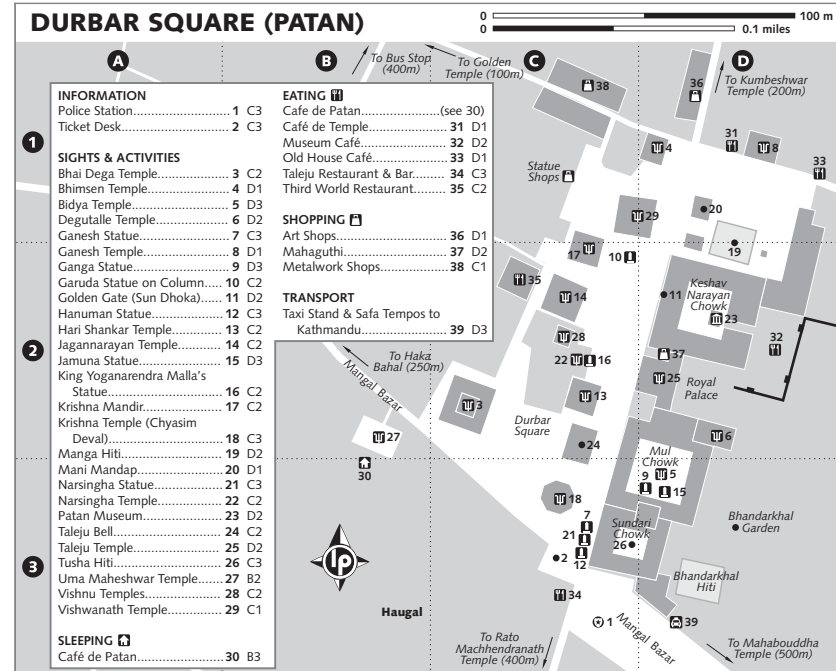 DURBAR SQUARE (PATAN)
0 100 m
0 0.1 miles
A B C D
1
2
3
INFORMATION
Police Station 1 C3
Ticket Desk 2 C3
SIGHTS & ACTIVITIES
Bhai Dega Temple 3 C2
Bhimsen Temple 4 D1
Bidya Temple 5 D3
Degutalle Temple 6 D2
Ganesh Statue 7 C3
Ganesh Temple 8 D1
Ganga Statue 9 D3
Garuda Statue on Column 10 C2
Golden Gate (Sun Dhoka) 11 D2
Hanuman Statue 12 C3
Hari Shankar Temple 13 C2
Jagannarayan Temple 14 C2
Jamuna Statue 15 D3
King Yoganarendra Malla's
Statue 16 C2
Krishna Mandir 17 C2
Krishna Temple (Chyasim
Deval) 18 C3
Manga Hiti 19 D2
Mani Mandap 20 D1
Narsingha Statue 21 C3
Narsingha Temple 22 C2
Patan Museum 23 D2
Taleju Bell 24 C2
Taleju Temple 25 D2
Tusha Hiti 26 C3
Uma Maheshwar Temple 27 B2
Vishnu Temples 28 C2
Vishwanath Temple 29 C1
SLEEPING
Café de Patan 30 B3
EATING
Cafe de Patan (see 30)
Café de Temple 31 D1
Museum Café 32 D2
Old House Café 33 D1
Taleju Restaurant & Bar 34 C3
Third World Restaurant 35 C2
SHOPPING
Art Shops 36 D1
Mahaguthi 37 D2
Metalwork Shops 38 C1
TRANSPORT
Taxi Stand & Safa Tempos to
Kathmandu 39 D3
To Bus Stop
(400m)
To Golden
Temple (100m)
38
36
To Kumbeshwar
Temple (200m)
4
31
8
33
Statue
Shops
29
20
17
10
19
35
14
11
Keshav
Narayan
Chowk
23
28
22
16
37
32
To Haka
Bahal (250m)
Mangal Bazar
25
Royal
Palace
3
13
Durbar
Square
27
24
6
30
Mul
Chowk
5
9
15
18
7
Sundari
Chowk
Bhandarkhal
Garden
21
26
2
12
lp
Bhandarkhal
Hiti
34
Haugal
1
Mangal Bazar
39
To Rato
Machhendranath
Temple (400m)
To Mahabouddha
Temple (500m)